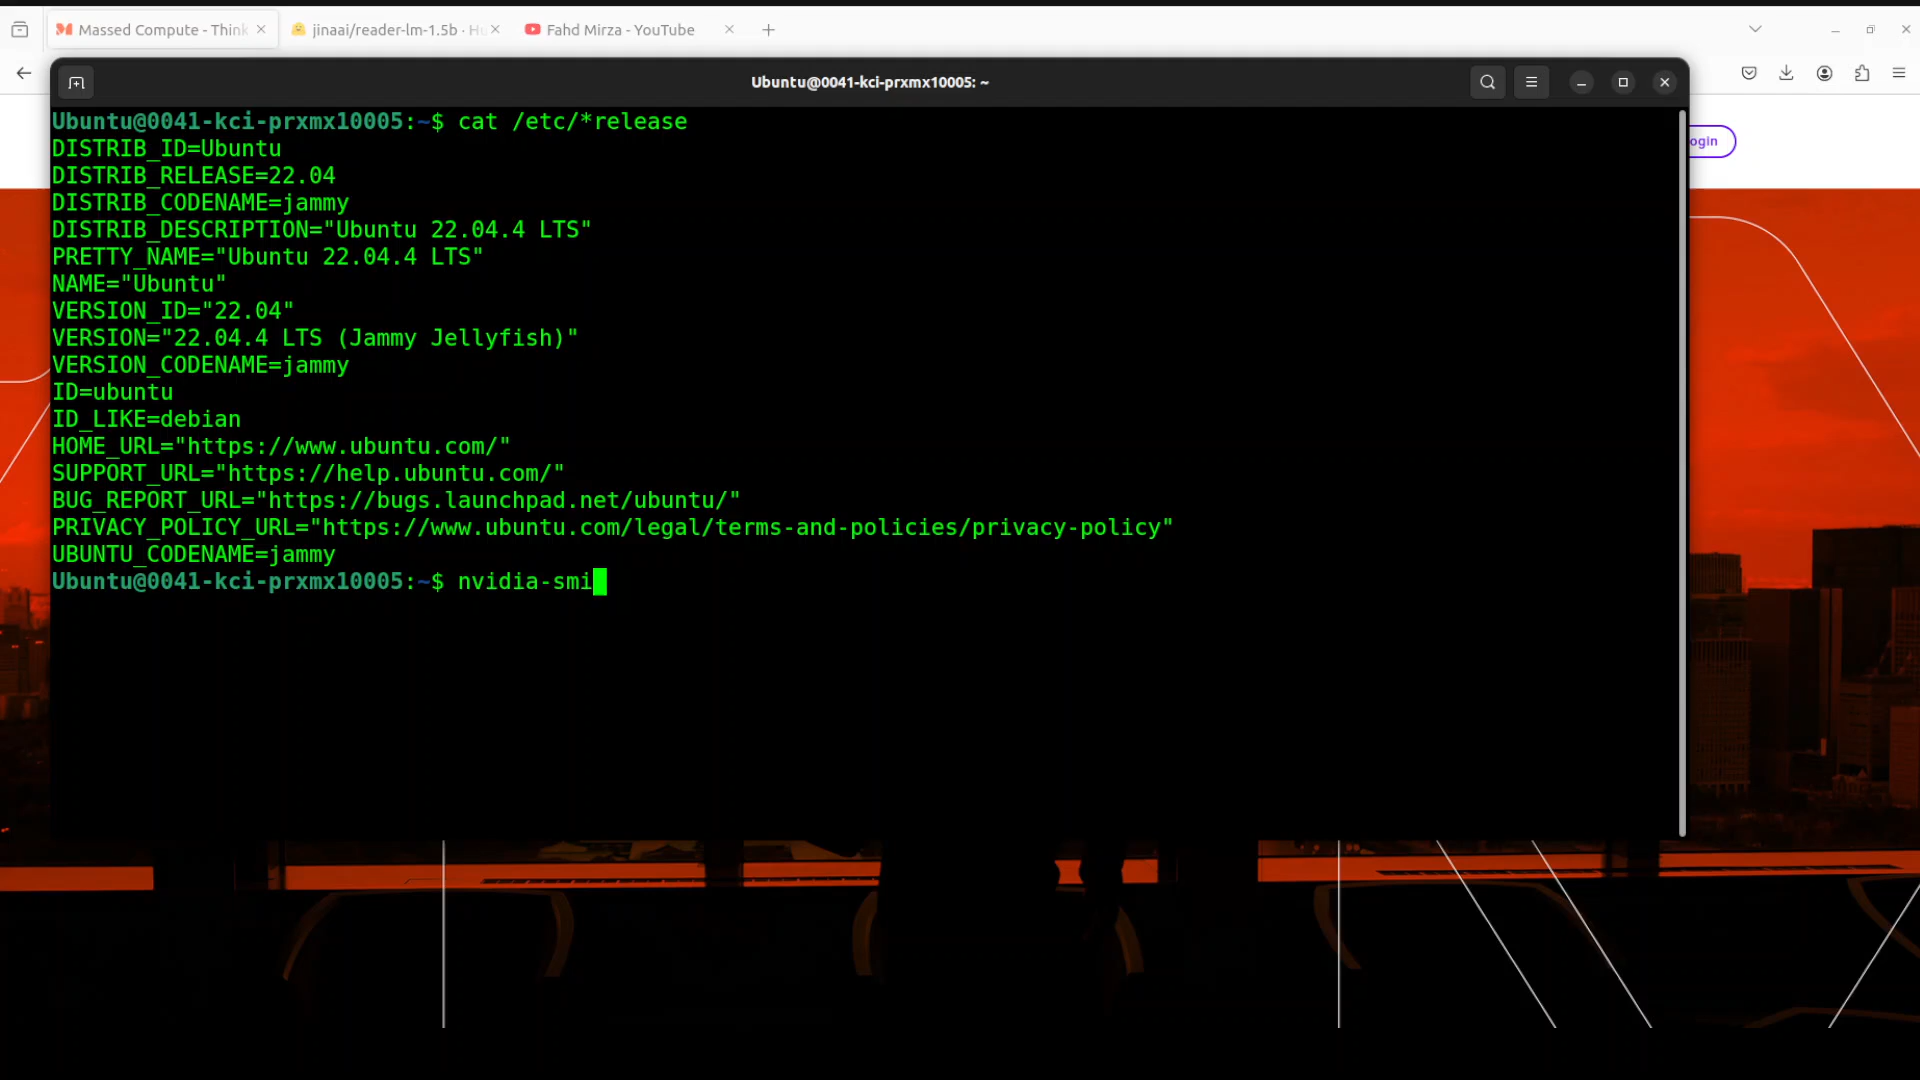 Massed Compute - Think
jinaai/reader-lm-1.5b · Hu
Fahd Mirza - YouTube
Ubuntu@0041-kci-prxmx10005: ~
ogin
Ubuntu@0041-kci-prxmx10005:~$ cat /etc/*release
DISTRIB_ID=Ubuntu
DISTRIB_RELEASE=22.04
DISTRIB_CODENAME=jammy
DISTRIB_DESCRIPTION="Ubuntu 22.04.4 LTS"
PRETTY_NAME="Ubuntu 22.04.4 LTS"
NAME="Ubuntu"
VERSION_ID="22.04"
VERSION="22.04.4 LTS (Jammy Jellyfish)"
VERSION_CODENAME=jammy
ID=ubuntu
ID_LIKE=debian
HOME_URL="https://www.ubuntu.com/"
SUPPORT_URL="https://help.ubuntu.com/"
BUG_REPORT_URL="https://bugs.launchpad.net/ubuntu/"
PRIVACY_POLICY_URL="https://www.ubuntu.com/legal/terms-and-policies/privacy-policy"
UBUNTU_CODENAME=jammy
Ubuntu@0041-kci-prxmx10005:~$ nvidia-smi